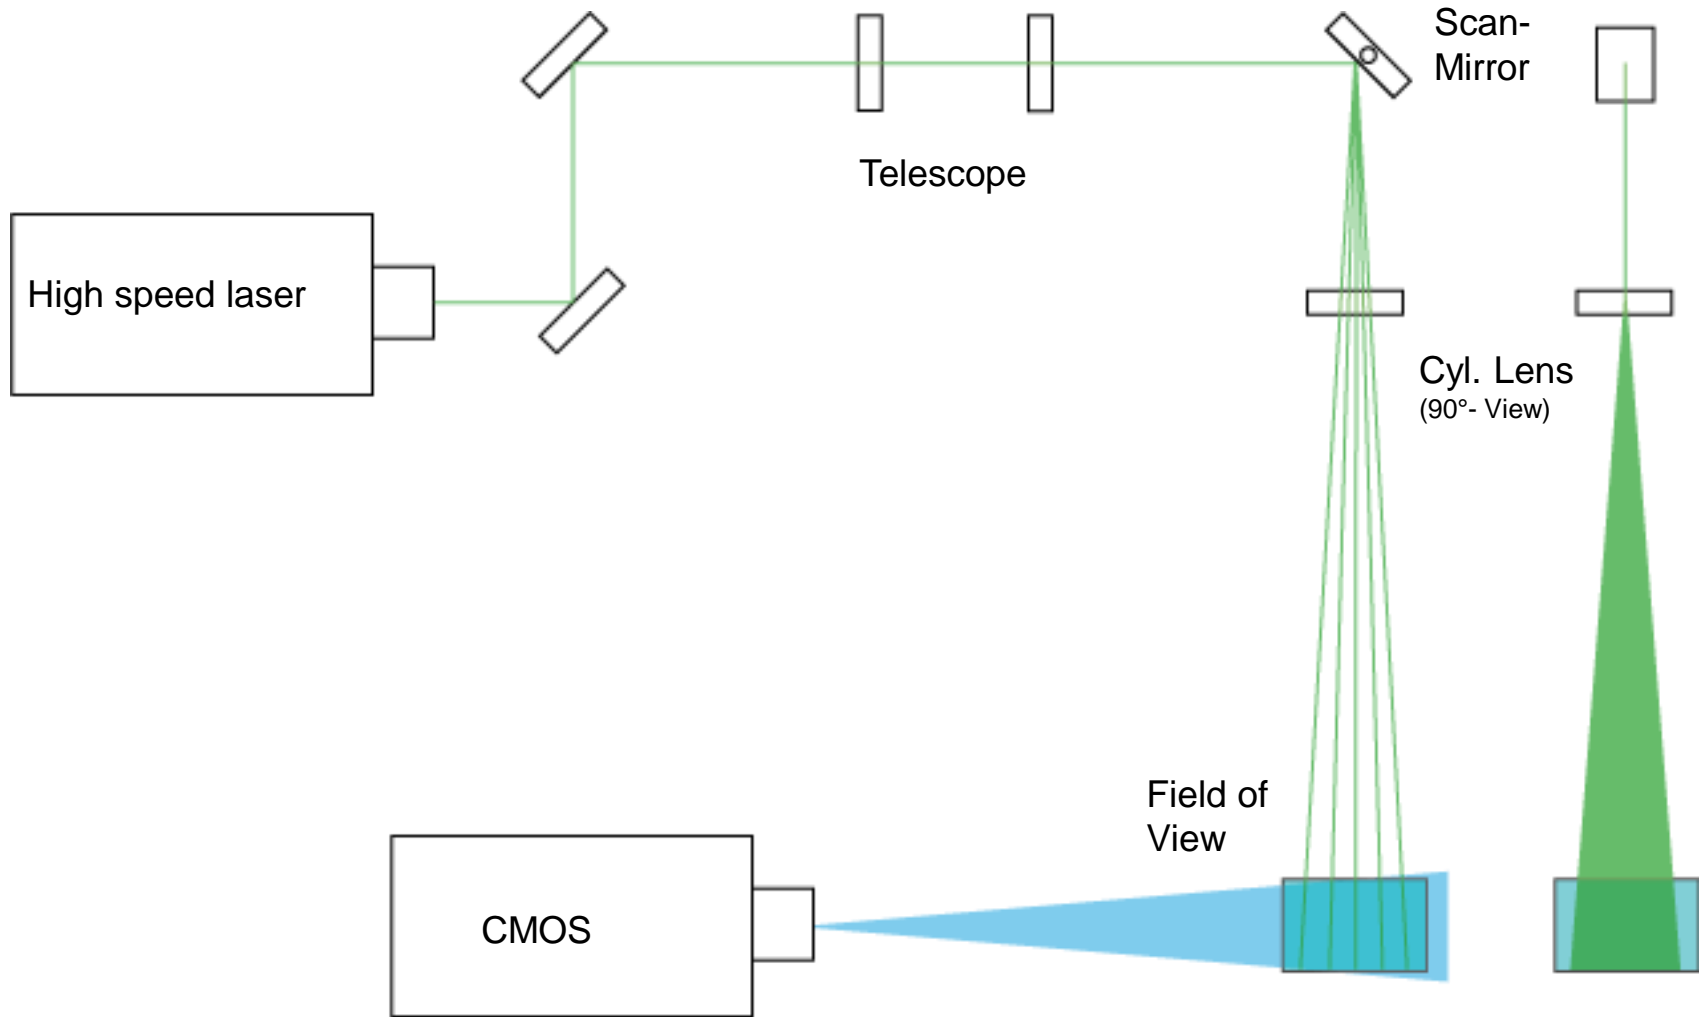 Scan-
Mirror
Telescope
High speed laser
Cyl. Lens
(90°- View)
Field of
View
CMOS